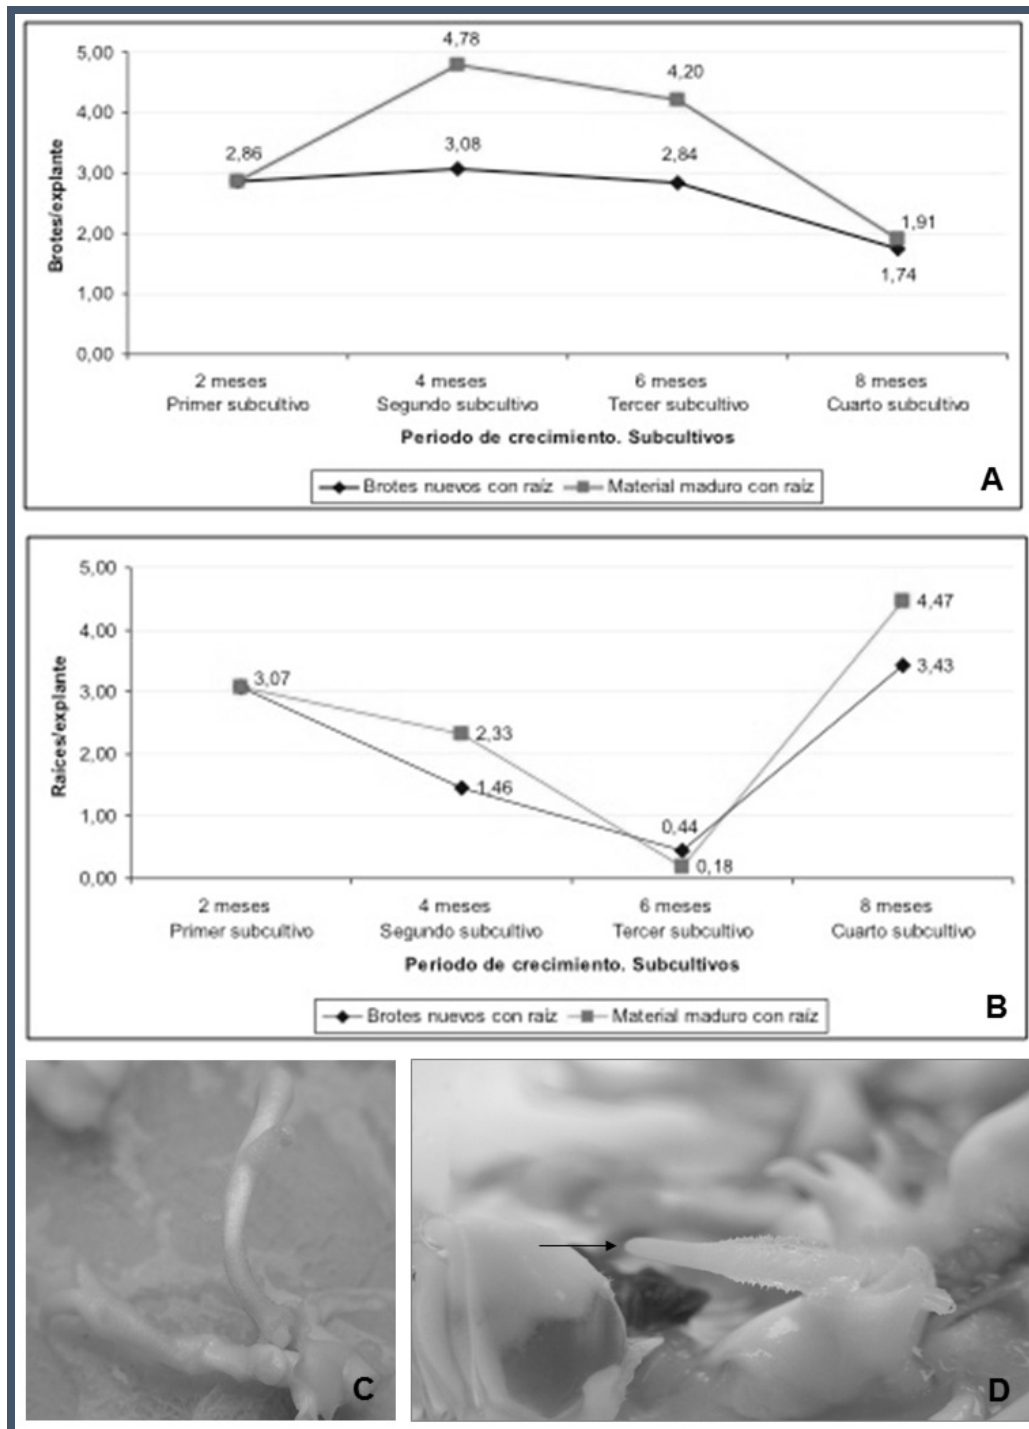 5,00
4,00
3,00
2,00
1,00
0,00
Brotes/explante
2,86
4,78
3,08
4,20
2,84
1,91
1,74
2 meses 4 meses 6 meses 8 meses
Primer subcultivo Segundo subcultivo Tercer subcultivo Cuarto subcultivo
Periodo de crecimiento. Subcultivos
Brotes nuevos con raíz Material maduro con raíz
A
5,00
4,00
3,00
2,00
1,00
0,00
Raíces/explante
3,07
2,33
1,46
0,44
0,18
4,47
3,43
2 meses 4 meses 6 meses 8 meses
Primer subcultivo Segundo subcultivo Tercer subcultivo Cuarto subcultivo
Periodo de crecimiento. Subcultivos
Brotes nuevos con raíz Material maduro con raíz
B
C
D